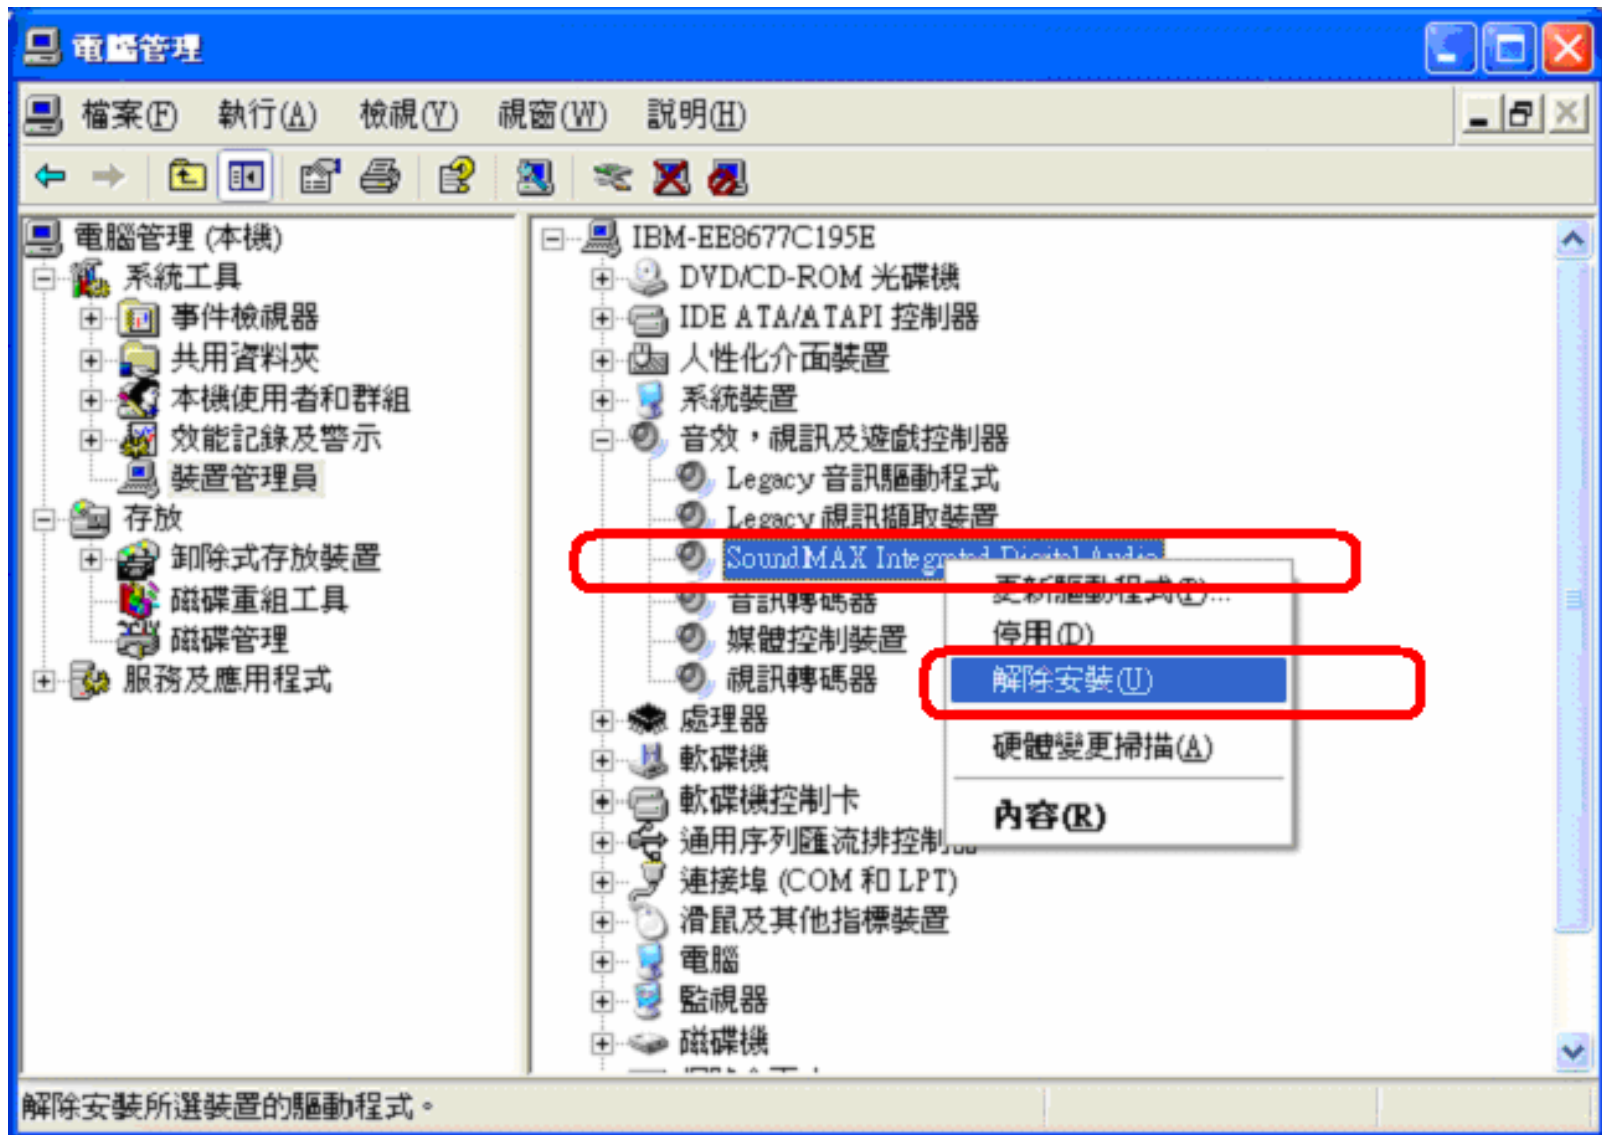 電腦管理
檔案(F) 執行(A) 檢視(V) 視窗(W) 說明(H)
電腦管理 (本機)
系統工具
事件檢視器
共用資料夾
本機使用者和群組
效能記錄及警示
裝置管理員
存放
卸除式存放裝置
磁碟重組工具
磁碟管理
服務及應用程式
IBM-EE8677C195E
DVD/CD-ROM 光碟機
IDE ATA/ATAPI 控制器
人性化介面裝置
系統裝置
音效，視訊及遊戲控制器
Legacy 音訊驅動程式
Legacy 視訊擷取裝置
SoundMAX Integrated Digital Audio
音訊轉碼器
媒體控制裝置
視訊轉碼器
處理器
軟碟機
軟碟機控制卡
通用序列匯流排控制器
連接埠 (COM 和 LPT)
滑鼠及其他指標裝置
電腦
監視器
磁碟機
更新驅動程式(P)...
停用(D)
解除安裝(U)
硬體變更掃描(A)
內容(R)
解除安裝所選裝置的驅動程式。